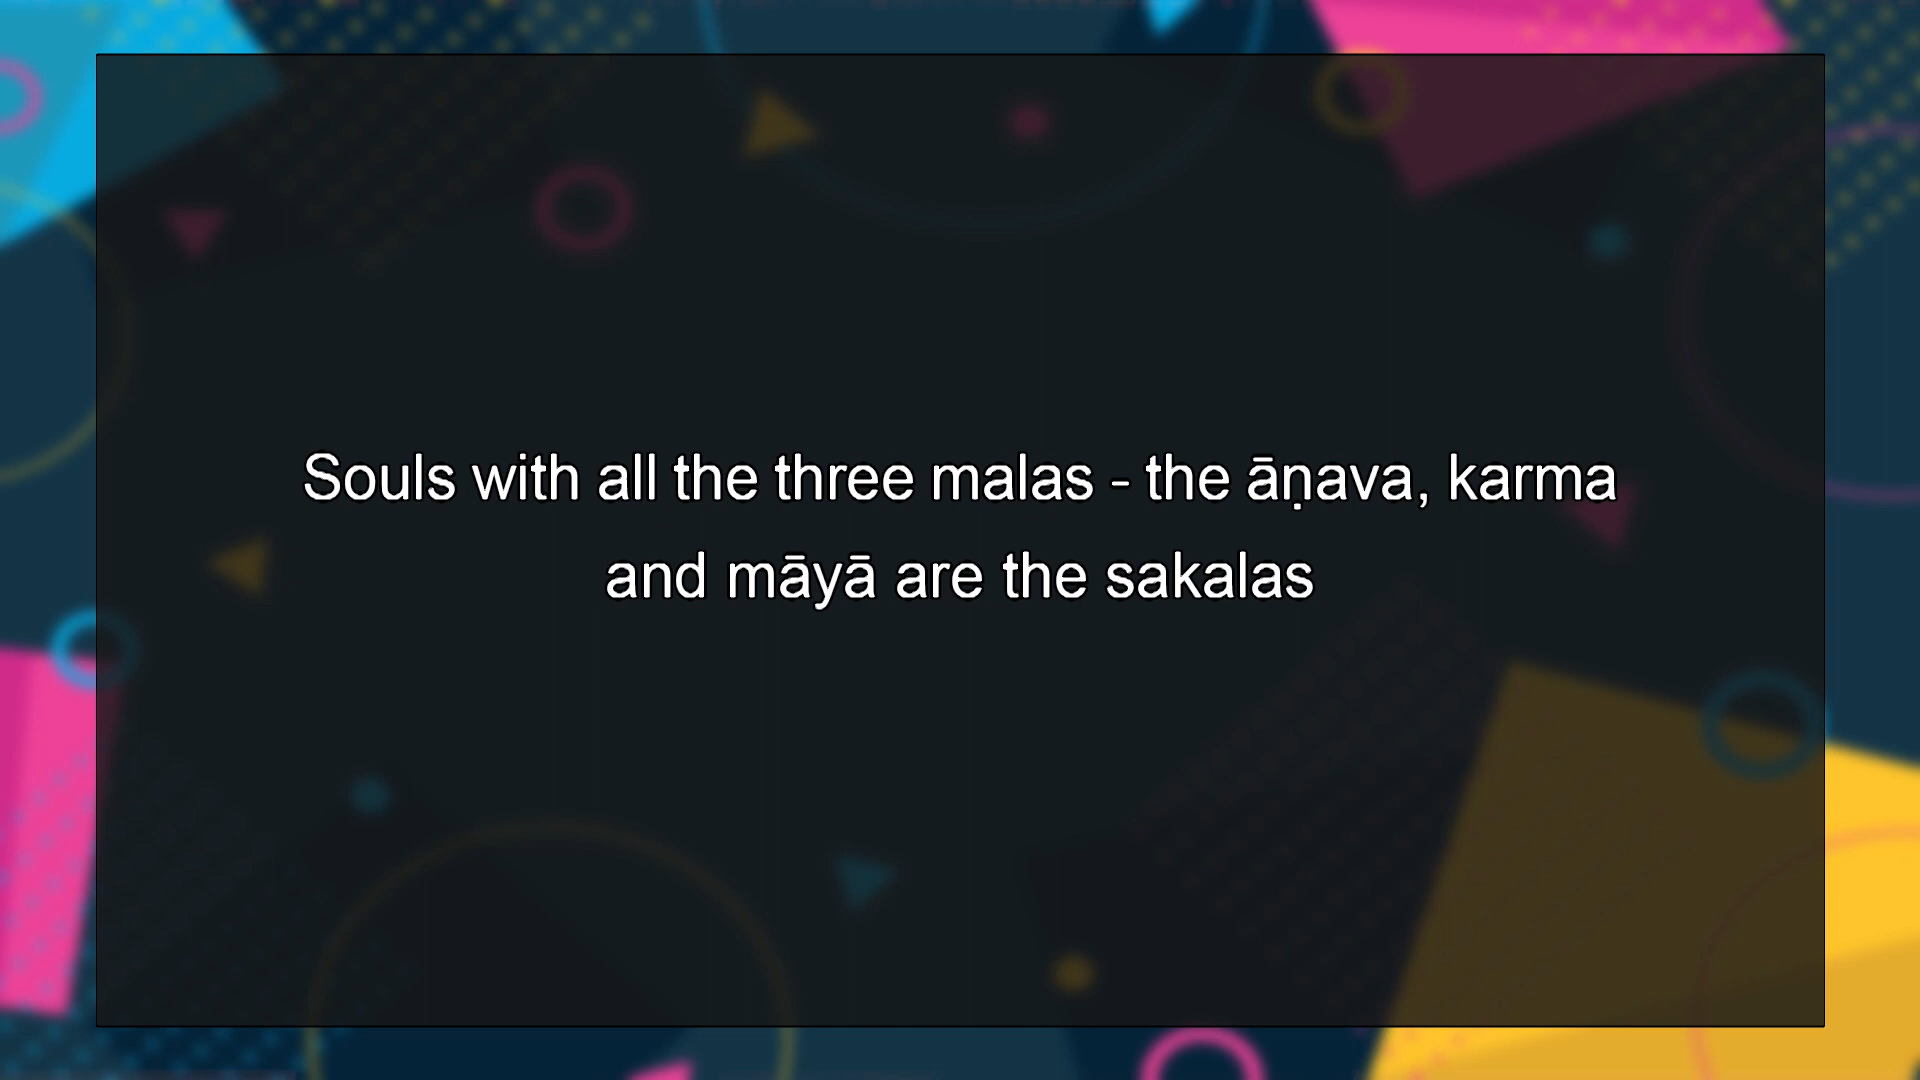 Souls with all the three malas - the āṇava, karma
and māyā are the sakalas